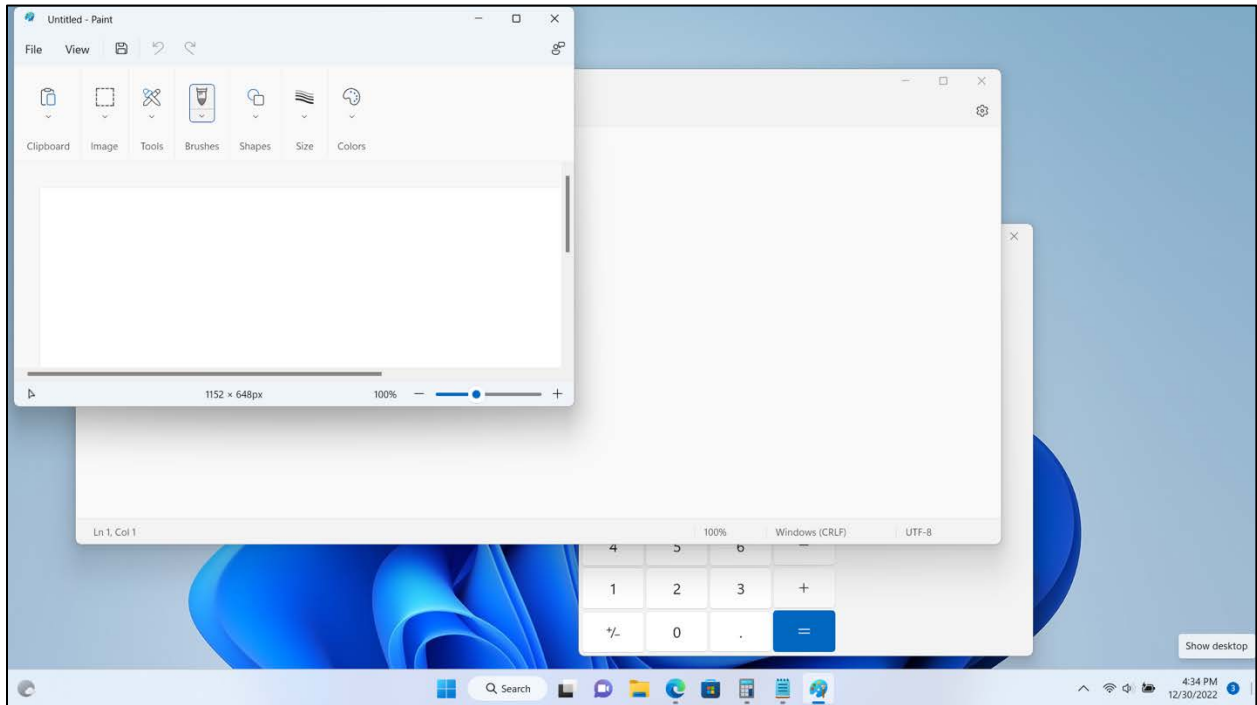 Untitled - Paint
File View
Clipboard Image Tools Brushes Shapes Size Colors
1152 × 648px 100%
Ln 1, Col 1 100% Windows (CRLF) UTF-8
4 5 6
1 2 3 +
+/- 0 . =
Show desktop
Search
4:34 PM
12/30/2022
3